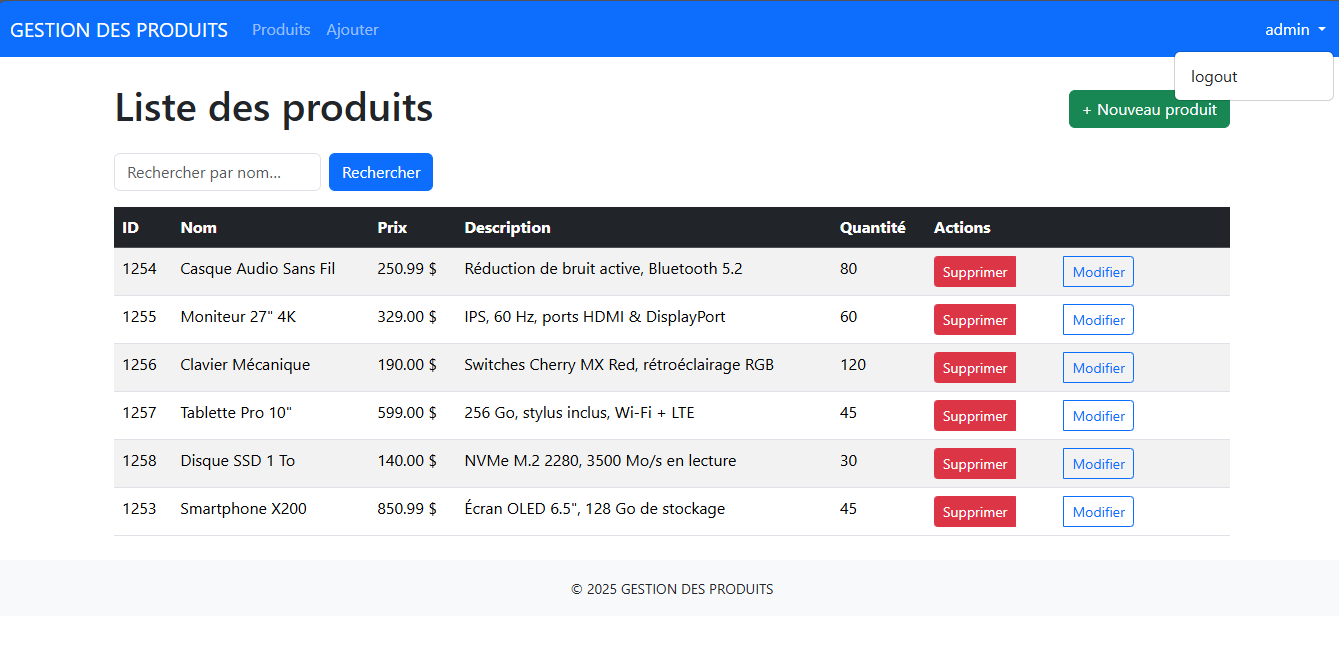 GESTION DES PRODUITS Produits Ajouter admin
logout
Liste des produits
+ Nouveau produit
Rechercher par nom... Rechercher
ID Nom Prix Description Quantité Actions
1254 Casque Audio Sans Fil 250.99 $ Réduction de bruit active, Bluetooth 5.2 80 Supprimer Modifier
1255 Moniteur 27" 4K 329.00 $ IPS, 60 Hz, ports HDMI & DisplayPort 60 Supprimer Modifier
1256 Clavier Mécanique 190.00 $ Switches Cherry MX Red, rétroéclairage RGB 120 Supprimer Modifier
1257 Tablette Pro 10" 599.00 $ 256 Go, stylus inclus, Wi-Fi + LTE 45 Supprimer Modifier
1258 Disque SSD 1 To 140.00 $ NVMe M.2 2280, 3500 Mo/s en lecture 30 Supprimer Modifier
1253 Smartphone X200 850.99 $ Écran OLED 6.5", 128 Go de stockage 45 Supprimer Modifier
© 2025 GESTION DES PRODUITS